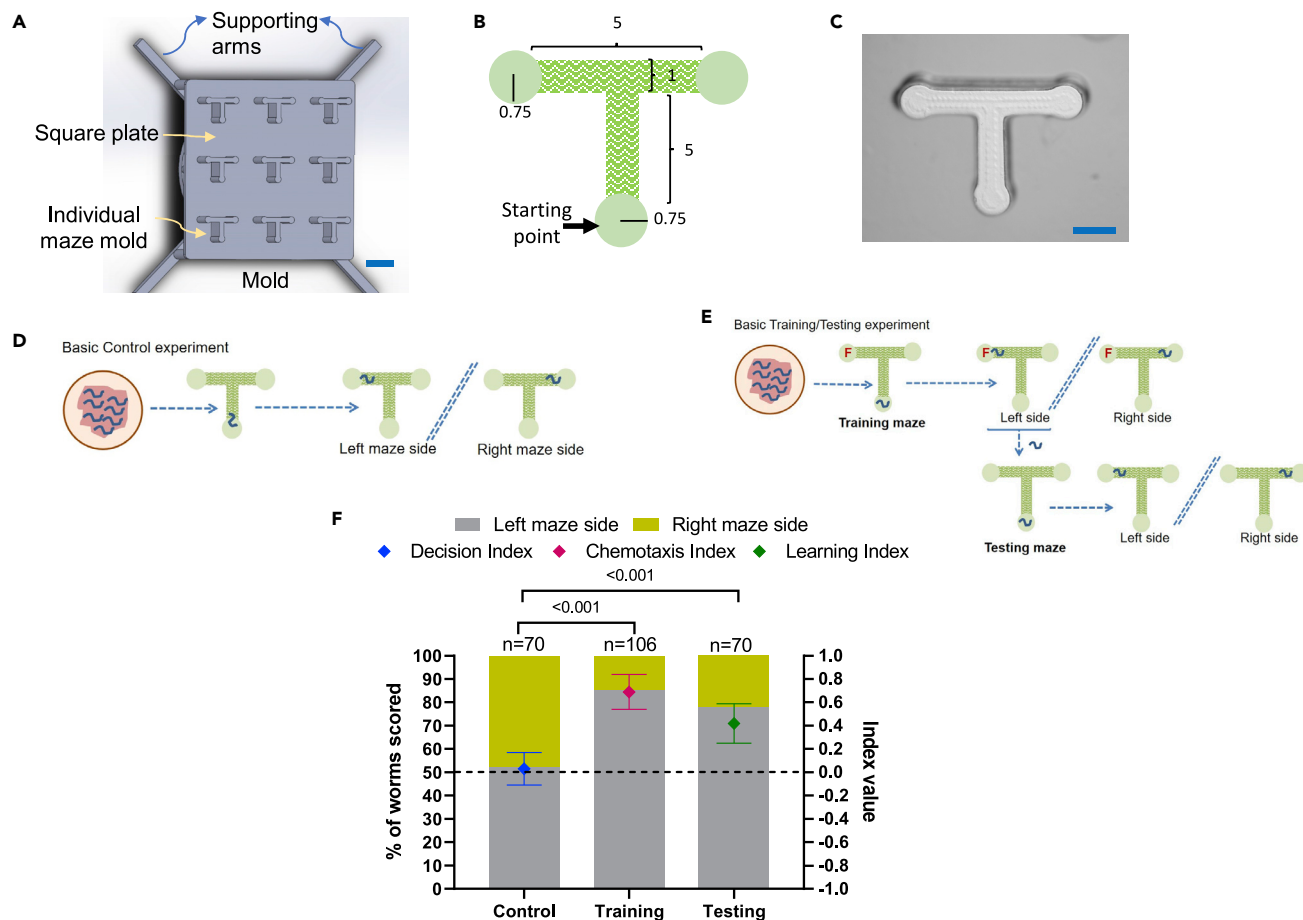 A
Supporting
arms
Square plate
Individual
maze mold
Mold
B
5
1
0.75
5
Starting
point
0.75
C
D
Basic Control experiment
Left maze side
Right maze side
E
Basic Training/Testing experiment
F
F
F
Training maze
Left side
Right side
Testing maze
Left side
Right side
F
Left maze side
Right maze side
Decision Index
Chemotaxis Index
Learning Index
<0.001
<0.001
n=70
n=106
n=70
% of worms scored
100
90
80
70
60
50
40
30
20
10
0
1.0
0.8
0.6
0.4
0.2
0.0
-0.2
-0.4
-0.6
-0.8
-1.0
Index value
Control
Training
Testing